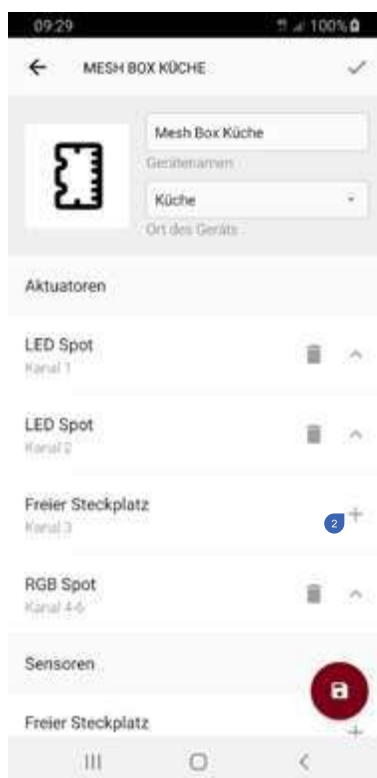 09:29
100%
MESH BOX KÜCHE
Mesh Box Küche
Gerätenamen
Küche
Ort des Geräts
Aktuatoren
LED Spot
Kanal 1
LED Spot
Kanal 2
Freier Steckplatz
Kanal 3
2
RGB Spot
Kanal 4-6
Sensoren
Freier Steckplatz